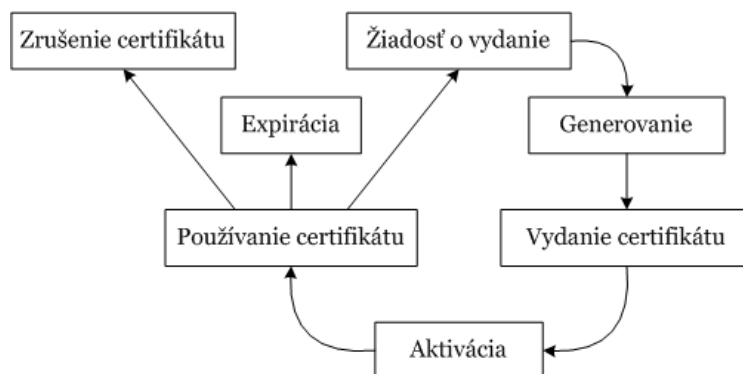 Zrušenie certifikátu
Žiadosť o vydanie
Expirácia
Generovanie
Používanie certifikátu
Vydanie certifikátu
Aktivácia